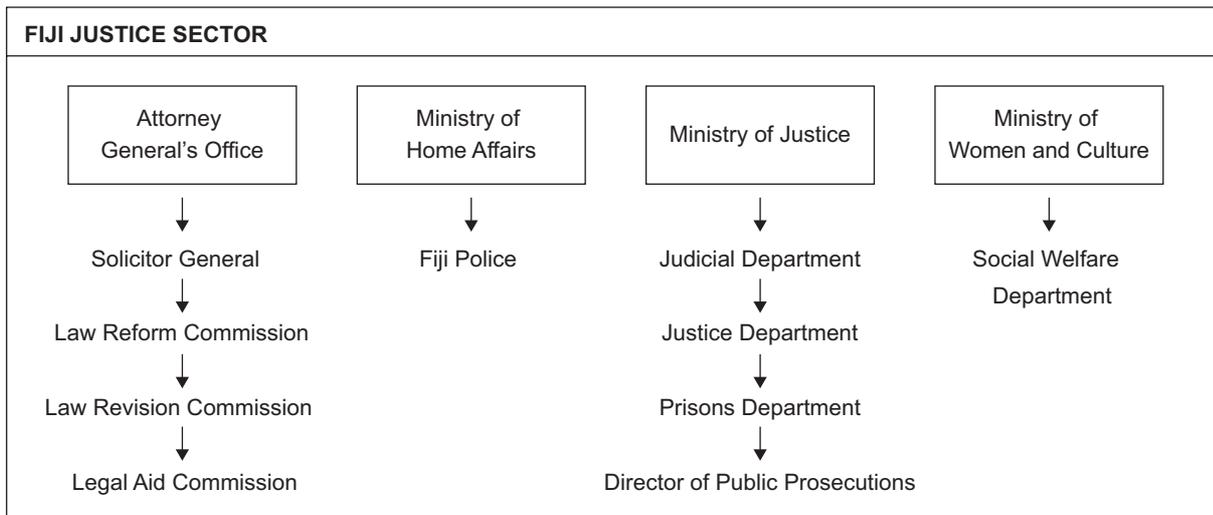 FIJI JUSTICE SECTOR
Attorney
General’s Office
Solicitor General
Law Reform Commission
Law Revision Commission
Legal Aid Commission
Ministry of
Home Affairs
Fiji Police
Ministry of Justice
Judicial Department
Justice Department
Prisons Department
Director of Public Prosecutions
Ministry of
Women and Culture
Social Welfare
Department